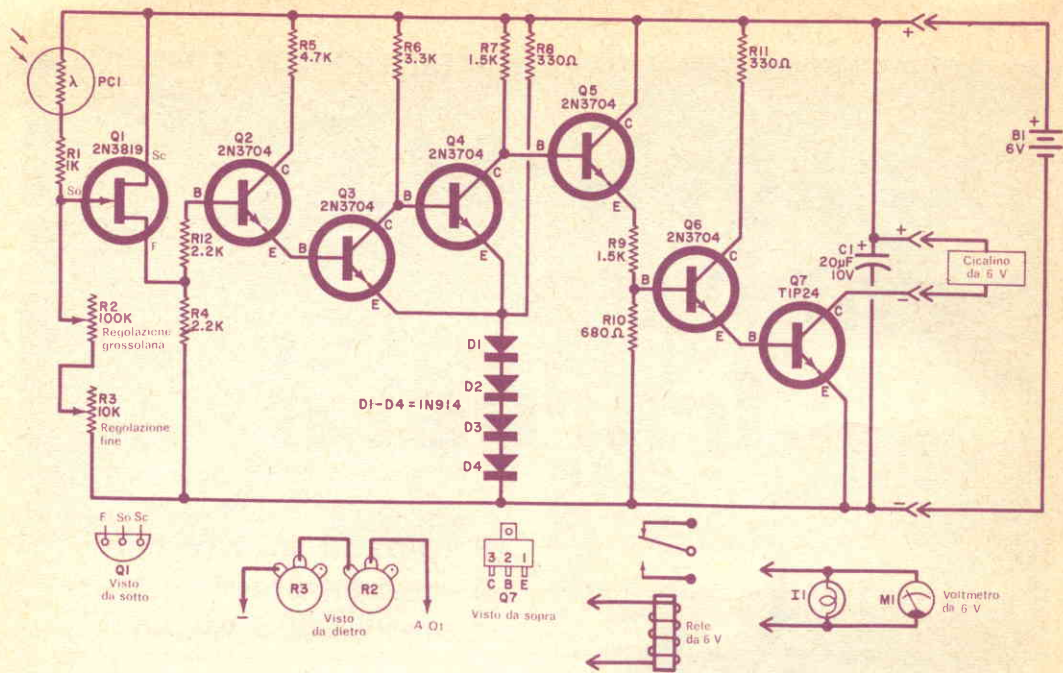 PC1
λ
R1
1K
Q1
2N3819
Sc
So
F
R12
2.2K
R4
2.2K
R2
100K
Regolazione
grossolana
R3
10K
Regolazione
fine
Q2
2N3704
B
C
E
R5
4.7K
Q3
2N3704
B
C
E
R6
3.3K
Q4
2N3704
B
C
E
R7
1.5K
R8
330Ω
D1
D2
D1-D4=1N914
D3
D4
Q5
2N3704
B
C
E
R9
1.5K
R10
680Ω
Q6
2N3704
B
C
E
R11
330Ω
Q7
TIP24
B
C
E
C1
20µF
10V
+
+
+
-
Cicalino
da 6 V
+
B1
6V
-
F So Sc
Q1
Visto
da sotto
-
R3
R2
Visto
da dietro
A Q1
3 2 1
C B E
Q7
Visto da sopra
Rele
da 6 V
I1
M1
Voltmetro
da 6 V